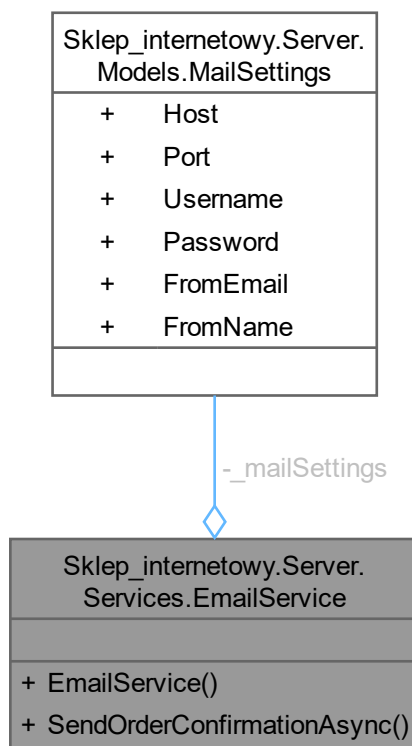 Sklep_internetowy.Server.
Models.MailSettings
+ Host
+ Port
+ Username
+ Password
+ FromEmail
+ FromName
-_mailSettings
Sklep_internetowy.Server.
Services.EmailService
+ EmailService()
+ SendOrderConfirmationAsync()